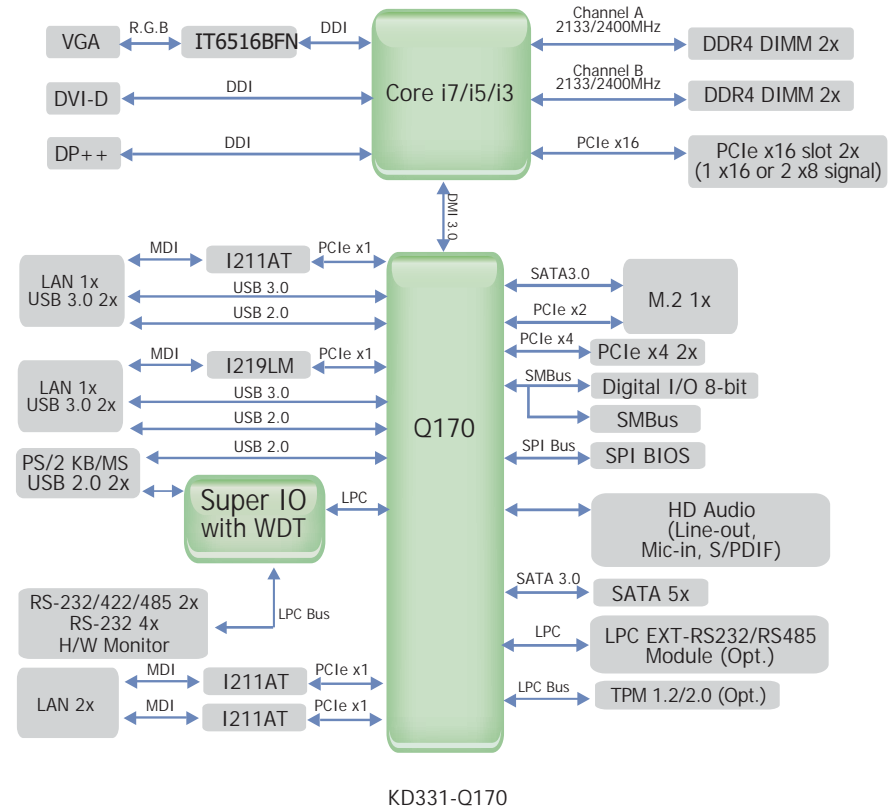 VGA
R.G.B
IT6516BFN
DDI
Core i7/i5/i3
Channel A
2133/2400MHz
DDR4 DIMM 2x
DVI-D
DDI
Channel B
2133/2400MHz
DDR4 DIMM 2x
DP++
DDI
PCIe x16
PCIe x16 slot 2x
(1 x16 or 2 x8 signal)
DMI 3.0
LAN 1x
USB 3.0 2x
MDI
I211AT
PCIe x1
USB 3.0
USB 2.0
LAN 1x
USB 3.0 2x
MDI
I219LM
PCIe x1
USB 3.0
USB 2.0
PS/2 KB/MS
USB 2.0 2x
USB 2.0
Super IO
with WDT
LPC
RS-232/422/485 2x
RS-232 4x
H/W Monitor
LPC Bus
LAN 2x
MDI
I211AT
PCIe x1
MDI
I211AT
PCIe x1
Q170
SATA3.0
PCIe x2
M.2 1x
PCIe x4
PCIe x4 2x
SMBus
Digital I/O 8-bit
SMBus
SPI Bus
SPI BIOS
HD Audio
(Line-out,
Mic-in, S/PDIF)
SATA 3.0
SATA 5x
LPC
LPC EXT-RS232/RS485
Module (Opt.)
LPC Bus
TPM 1.2/2.0 (Opt.)
KD331-Q170